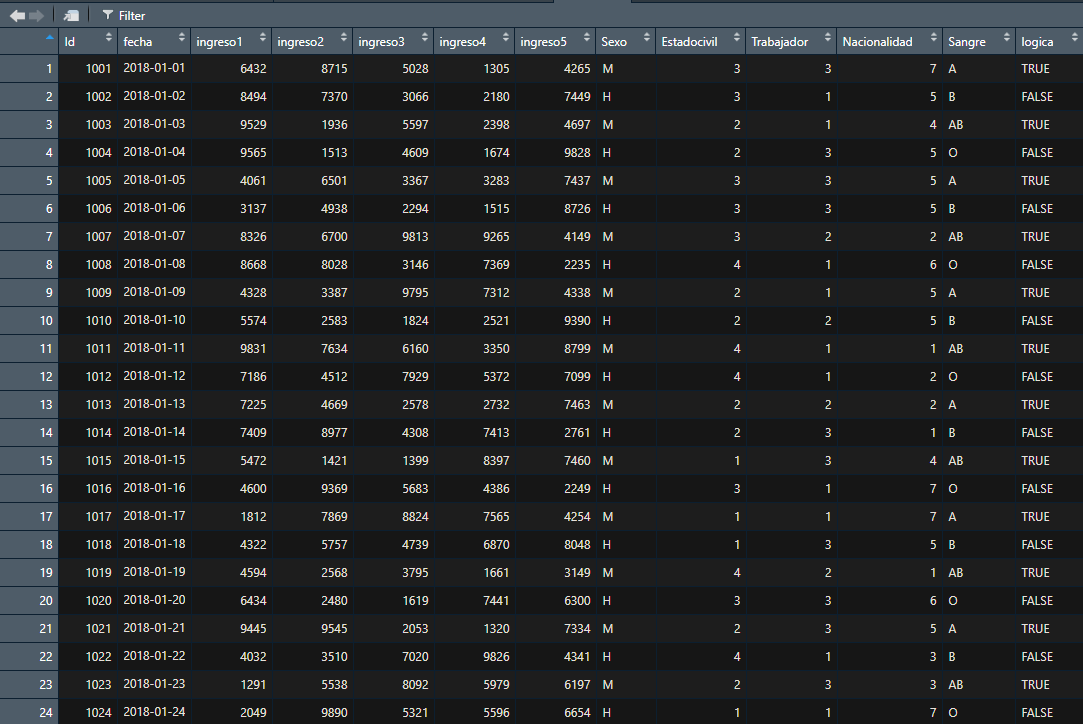 Filter
Id fecha ingreso1 ingreso2 ingreso3 ingreso4 ingreso5 Sexo Estadocivil Trabajador Nacionalidad Sangre logica
1 1001 2018-01-01 6432 8715 5028 1305 4265 M 3 3 7 A TRUE
2 1002 2018-01-02 8494 7370 3066 2180 7449 H 3 1 5 B FALSE
3 1003 2018-01-03 9529 1936 5597 2398 4697 M 2 1 4 AB TRUE
4 1004 2018-01-04 9565 1513 4609 1674 9828 H 2 3 5 O FALSE
5 1005 2018-01-05 4061 6501 3367 3283 7437 M 3 3 5 A TRUE
6 1006 2018-01-06 3137 4938 2294 1515 8726 H 3 3 5 B FALSE
7 1007 2018-01-07 8326 6700 9813 9265 4149 M 3 2 2 AB TRUE
8 1008 2018-01-08 8668 8028 3146 7369 2235 H 4 1 6 O FALSE
9 1009 2018-01-09 4328 3387 9795 7312 4338 M 2 1 5 A TRUE
10 1010 2018-01-10 5574 2583 1824 2521 9390 H 2 2 5 B FALSE
11 1011 2018-01-11 9831 7634 6160 3350 8799 M 4 1 1 AB TRUE
12 1012 2018-01-12 7186 4512 7929 5372 7099 H 4 1 2 O FALSE
13 1013 2018-01-13 7225 4669 2578 2732 7463 M 2 2 2 A TRUE
14 1014 2018-01-14 7409 8977 4308 7413 2761 H 2 3 1 B FALSE
15 1015 2018-01-15 5472 1421 1399 8397 7460 M 1 3 4 AB TRUE
16 1016 2018-01-16 4600 9369 5683 4386 2249 H 3 1 7 O FALSE
17 1017 2018-01-17 1812 7869 8824 7565 4254 M 1 1 7 A TRUE
18 1018 2018-01-18 4322 5757 4739 6870 8048 H 1 3 5 B FALSE
19 1019 2018-01-19 4594 2568 3795 1661 3149 M 4 2 1 AB TRUE
20 1020 2018-01-20 6434 2480 1619 7441 6300 H 3 3 6 O FALSE
21 1021 2018-01-21 9445 9545 2053 1320 7334 M 2 3 5 A TRUE
22 1022 2018-01-22 4032 3510 7020 9826 4341 H 4 1 3 B FALSE
23 1023 2018-01-23 1291 5538 8092 5979 6197 M 2 3 3 AB TRUE
24 1024 2018-01-24 2049 9890 5321 5596 6654 H 1 1 7 O FALSE